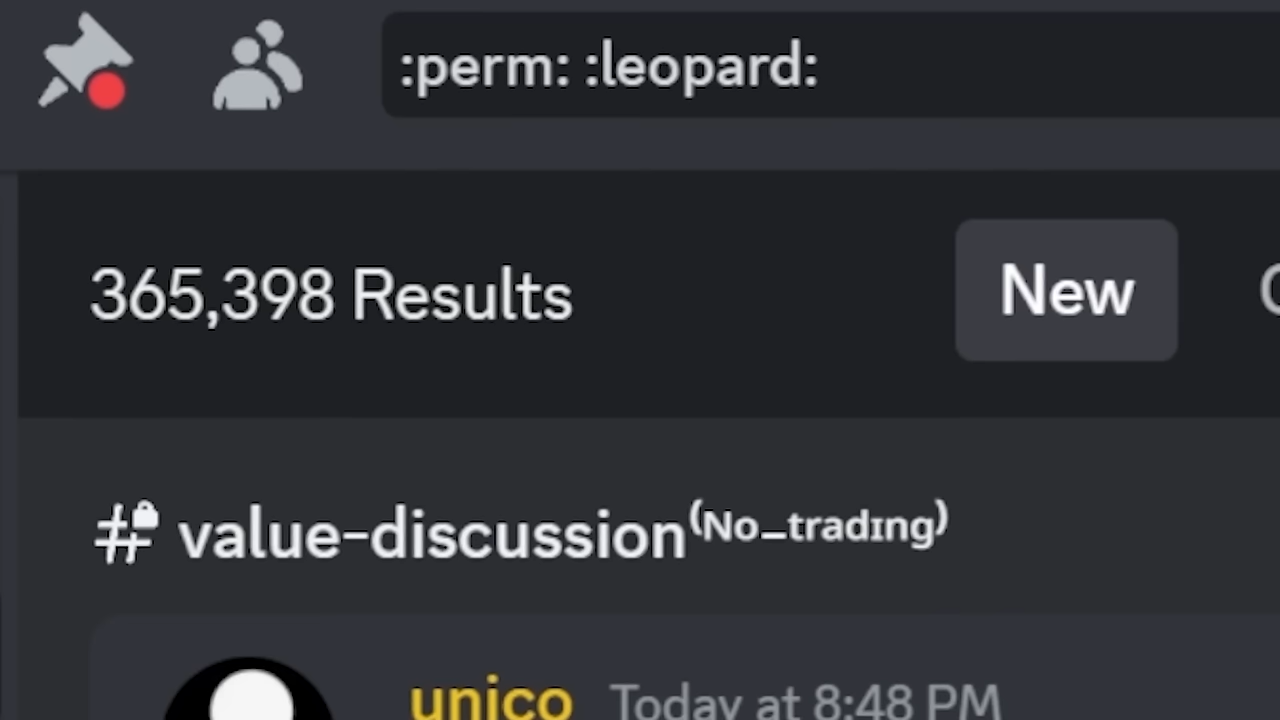 :perm: :leopard:
365,398 Results
New
# value-discussion⁽ᴺᵒ₋ᵗʳᵃᵈᶦⁿᵍ⁾
unico Today at 8:48 PM